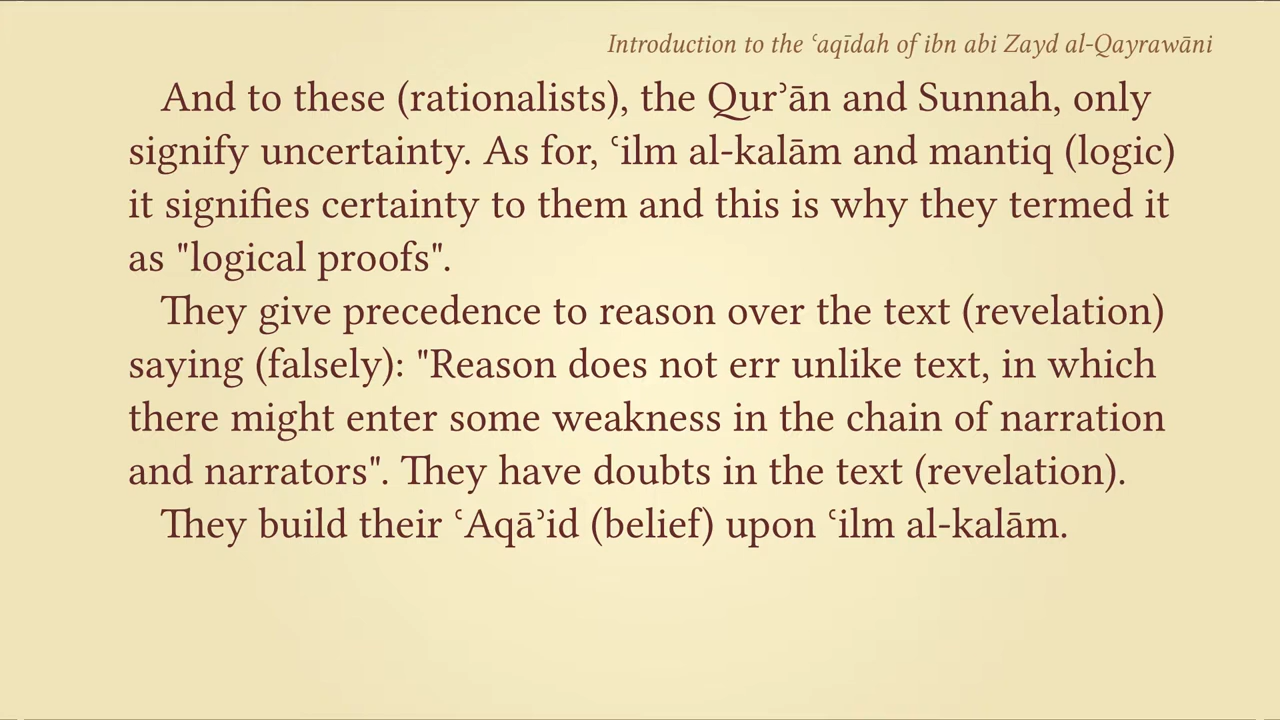 Introduction to the ʿaqīdah of ibn abi Zayd al-Qayrawāni
And to these (rationalists), the Qurʾān and Sunnah, only
signify uncertainty. As for, ʿilm al-kalām and mantiq (logic)
it signifies certainty to them and this is why they termed it
as "logical proofs".
They give precedence to reason over the text (revelation)
saying (falsely): "Reason does not err unlike text, in which
there might enter some weakness in the chain of narration
and narrators". They have doubts in the text (revelation).
They build their ʿAqāʾid (belief) upon ʿilm al-kalām.